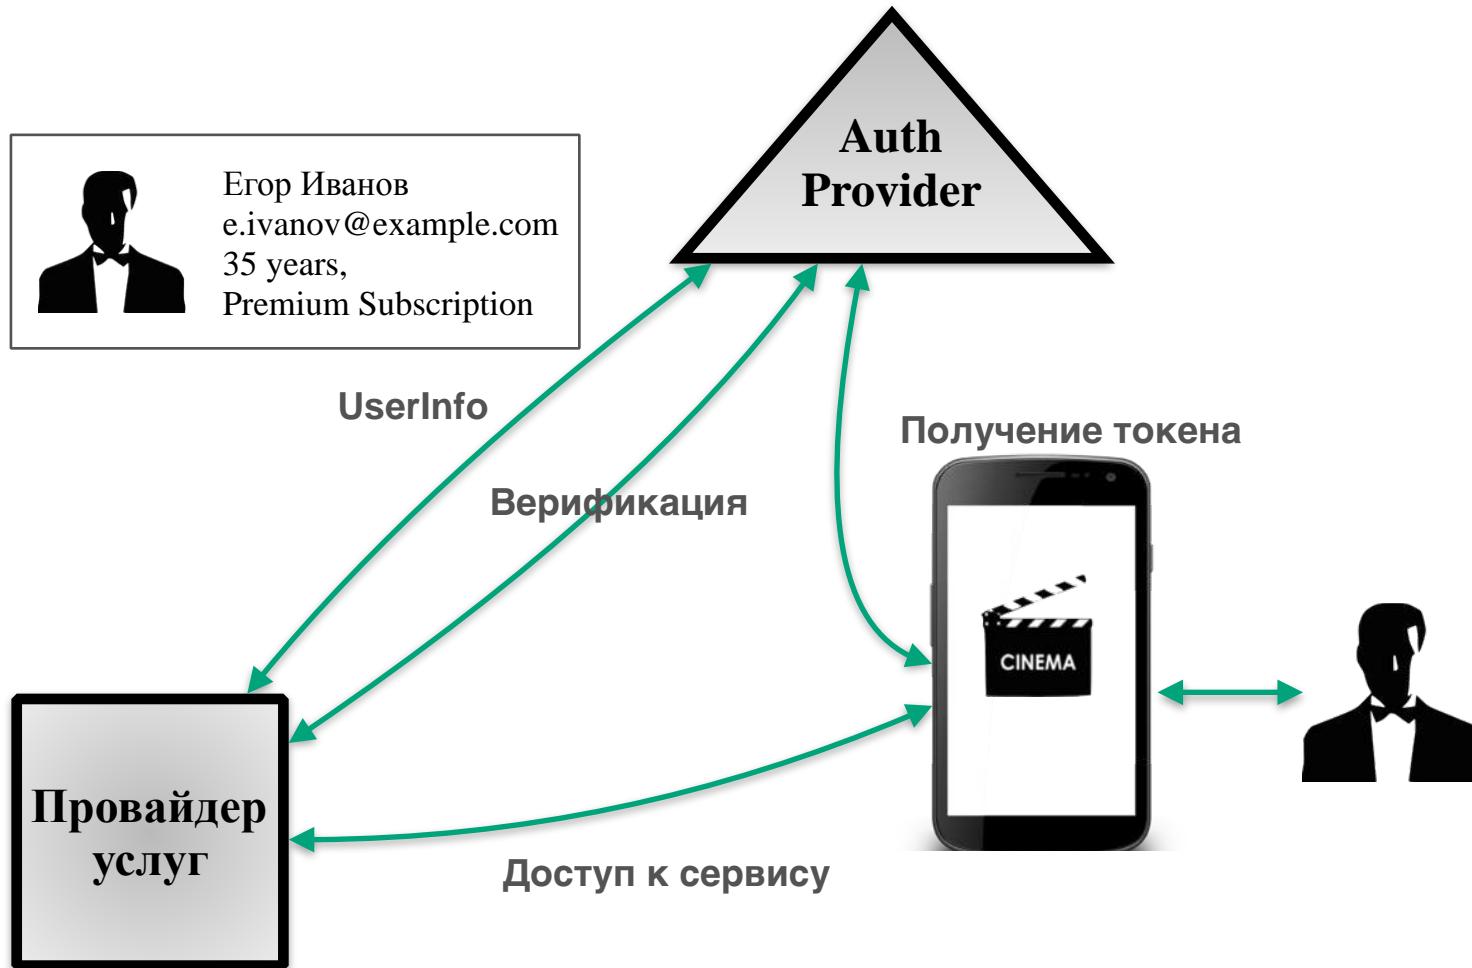 Auth
Provider
Егор Иванов
e.ivanov@example.com
35 years,
Premium Subscription
UserInfo
Получение токена
Верификация
CINEMA
Провайдер
услуг
Доступ к сервису